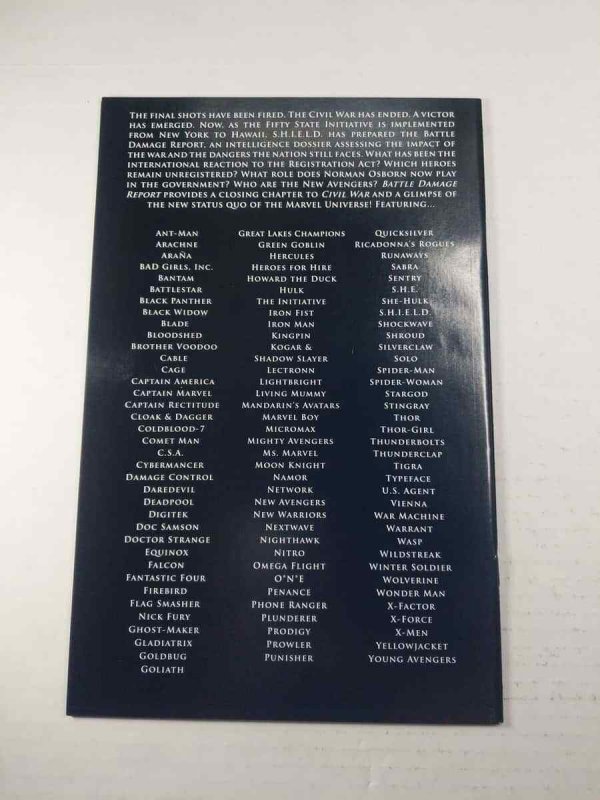 The final shots have been fired. The Civil War has ended. A victor
has emerged. Now, as the Fifty State Initiative is implemented
from New York to Hawaii, S.H.I.E.L.D. has prepared the Battle
Damage Report, an intelligence dossier assessing the impact of
the war and the dangers the nation still faces. What has been the
international reaction to the Registration Act? Which heroes
remain unregistered? What role does Norman Osborn now play
in the government? Who are the New Avengers? Battle Damage
Report provides a closing chapter to Civil War and a glimpse of
the new status quo of the Marvel Universe! Featuring...
Ant-Man
Arachne
Araña
Bad Girls, Inc.
Bantam
Battlestar
Black Panther
Black Widow
Blade
Bloodshed
Brother Voodoo
Cable
Cage
Captain America
Captain Marvel
Captain Rectitude
Cloak & Dagger
Coldblood-7
Comet Man
C.S.A.
Cybermancer
Damage Control
Daredevil
Deadpool
Digitek
Doc Samson
Doctor Strange
Equinox
Falcon
Fantastic Four
Firebird
Flag Smasher
Nick Fury
Ghost-Maker
Gladiatrix
Goldbug
Goliath
Great Lakes Champions
Green Goblin
Hercules
Heroes for Hire
Howard the Duck
Hulk
The Initiative
Iron Fist
Iron Man
Kingpin
Kogar &
Shadow Slayer
Lectronn
Lightbright
Living Mummy
Mandarin's Avatars
Marvel Boy
Micromax
Mighty Avengers
Ms. Marvel
Moon Knight
Namor
Network
New Avengers
New Warriors
Nextwave
Nighthawk
Nitro
Omega Flight
O*N*E
Penance
Phone Ranger
Plunderer
Prodigy
Prowler
Punisher
Quicksilver
Ricadonna's Rogues
Runaways
Sabra
Sentry
S.H.E.
She-Hulk
S.H.I.E.L.D.
Shockwave
Shroud
Silverclaw
Solo
Spider-Man
Spider-Woman
Stargod
Stingray
Thor
Thor-Girl
Thunderbolts
Thunderclap
Tigra
Typeface
U.S. Agent
Vienna
War Machine
Warrant
Wasp
Wildstreak
Winter Soldier
Wolverine
Wonder Man
X-Factor
X-Force
X-Men
Yellowjacket
Young Avengers